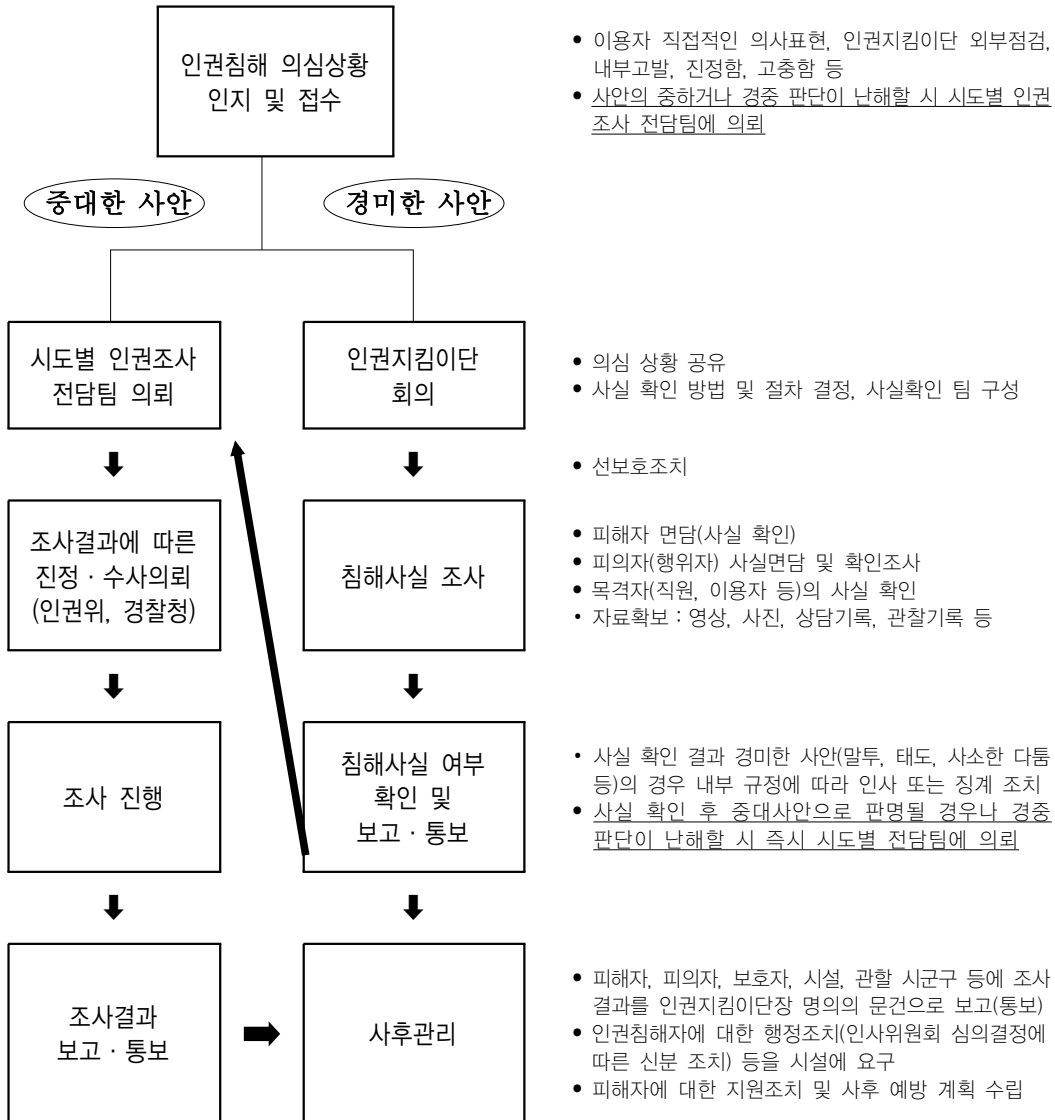 인권침해 의심상황
인지 및 접수
• 이용자 직접적인 의사표현, 인권지킴이단 외부점검,
내부고발, 진정함, 고충함 등
• 사안의 중하거나 경중 판단이 난해할 시 시도별 인권
조사 전담팀에 의뢰
중대한 사안
경미한 사안
시도별 인권조사
전담팀 의뢰
인권지킴이단
회의
• 의심 상황 공유
• 사실 확인 방법 및 절차 결정, 사실확인 팀 구성
• 선보호조치
조사결과에 따른
진정 · 수사의뢰
(인권위, 경찰청)
침해사실 조사
• 피해자 면담(사실 확인)
• 피의자(행위자) 사실면담 및 확인조사
• 목격자(직원, 이용자 등)의 사실 확인
• 자료확보 : 영상, 사진, 상담기록, 관찰기록 등
조사 진행
침해사실 여부
확인 및
보고 · 통보
• 사실 확인 결과 경미한 사안(말투, 태도, 사소한 다툼
등)의 경우 내부 규정에 따라 인사 또는 징계 조치
• 사실 확인 후 중대사안으로 판명될 경우나 경중
판단이 난해할 시 즉시 시도별 전담팀에 의뢰
조사결과
보고 · 통보
사후관리
• 피해자, 피의자, 보호자, 시설, 관할 시군구 등에 조사
결과를 인권지킴이단장 명의의 문건으로 보고(통보)
• 인권침해자에 대한 행정조치(인사위원회 심의결정에
따른 신분 조치) 등을 시설에 요구
• 피해자에 대한 지원조치 및 사후 예방 계획 수립